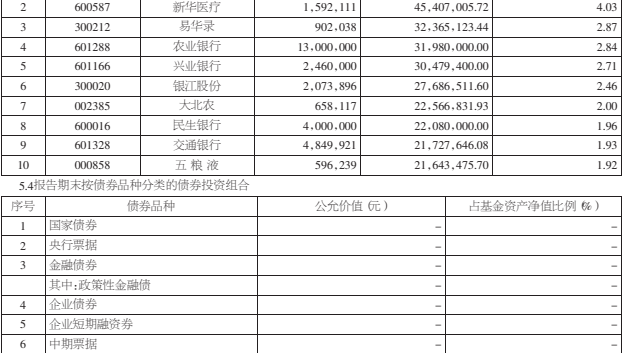 2 600587 新华医疗 1,592,111 45,407,005.72 4.03
3 300212 易华录 902,038 32,365,123.44 2.87
4 601288 农业银行 13,000,000 31,980,000.00 2.84
5 601166 兴业银行 2,460,000 30,479,400.00 2.71
6 300020 银江股份 2,073,896 27,686,511.60 2.46
7 002385 大北农 658,117 22,566,831.93 2.00
8 600016 民生银行 4,000,000 22,080,000.00 1.96
9 601328 交通银行 4,849,921 21,727,646.08 1.93
10 000858 五 粮 液 596,239 21,643,475.70 1.92
5.4报告期末按债券品种分类的债券投资组合
序号 债券品种 公允价值（元） 占基金资产净值比例（%）
1 国家债券 – –
2 央行票据 – –
3 金融债券 – –
其中:政策性金融债 – –
4 企业债券 – –
5 企业短期融资券 – –
6 中期票据 – –